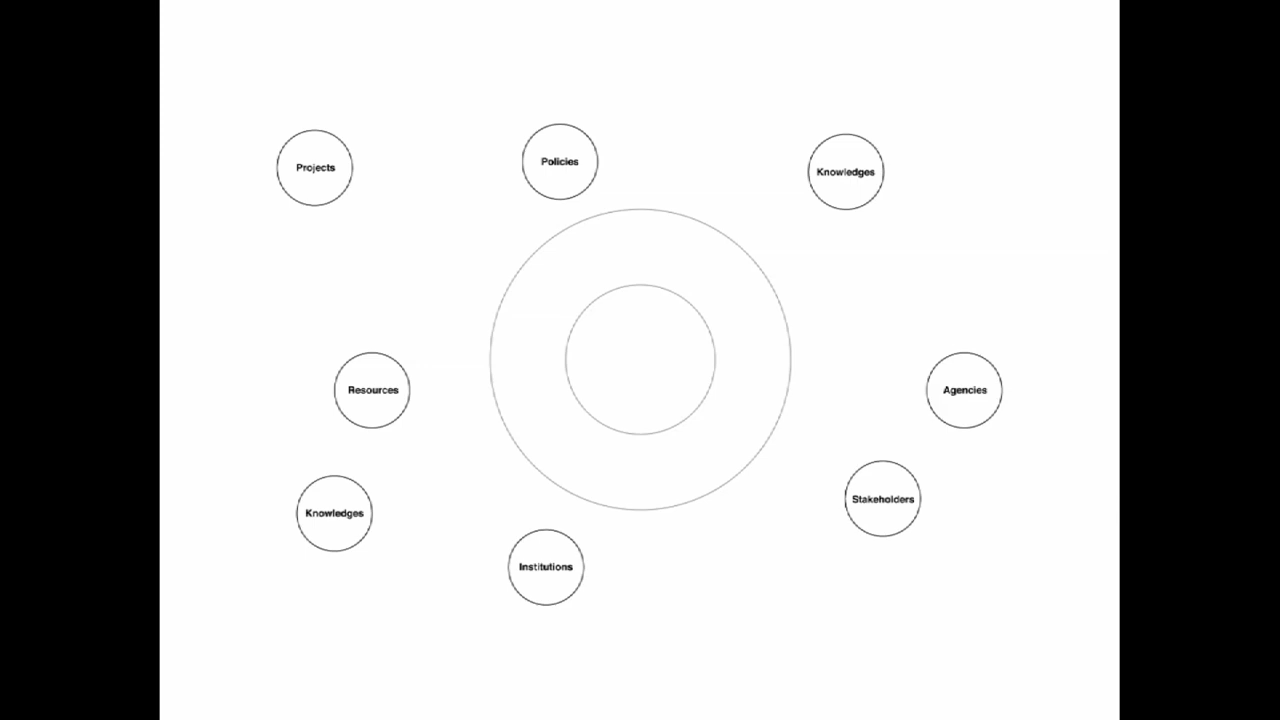 Projects
Policies
Knowledges
Resources
Agencies
Knowledges
Stakeholders
Institutions